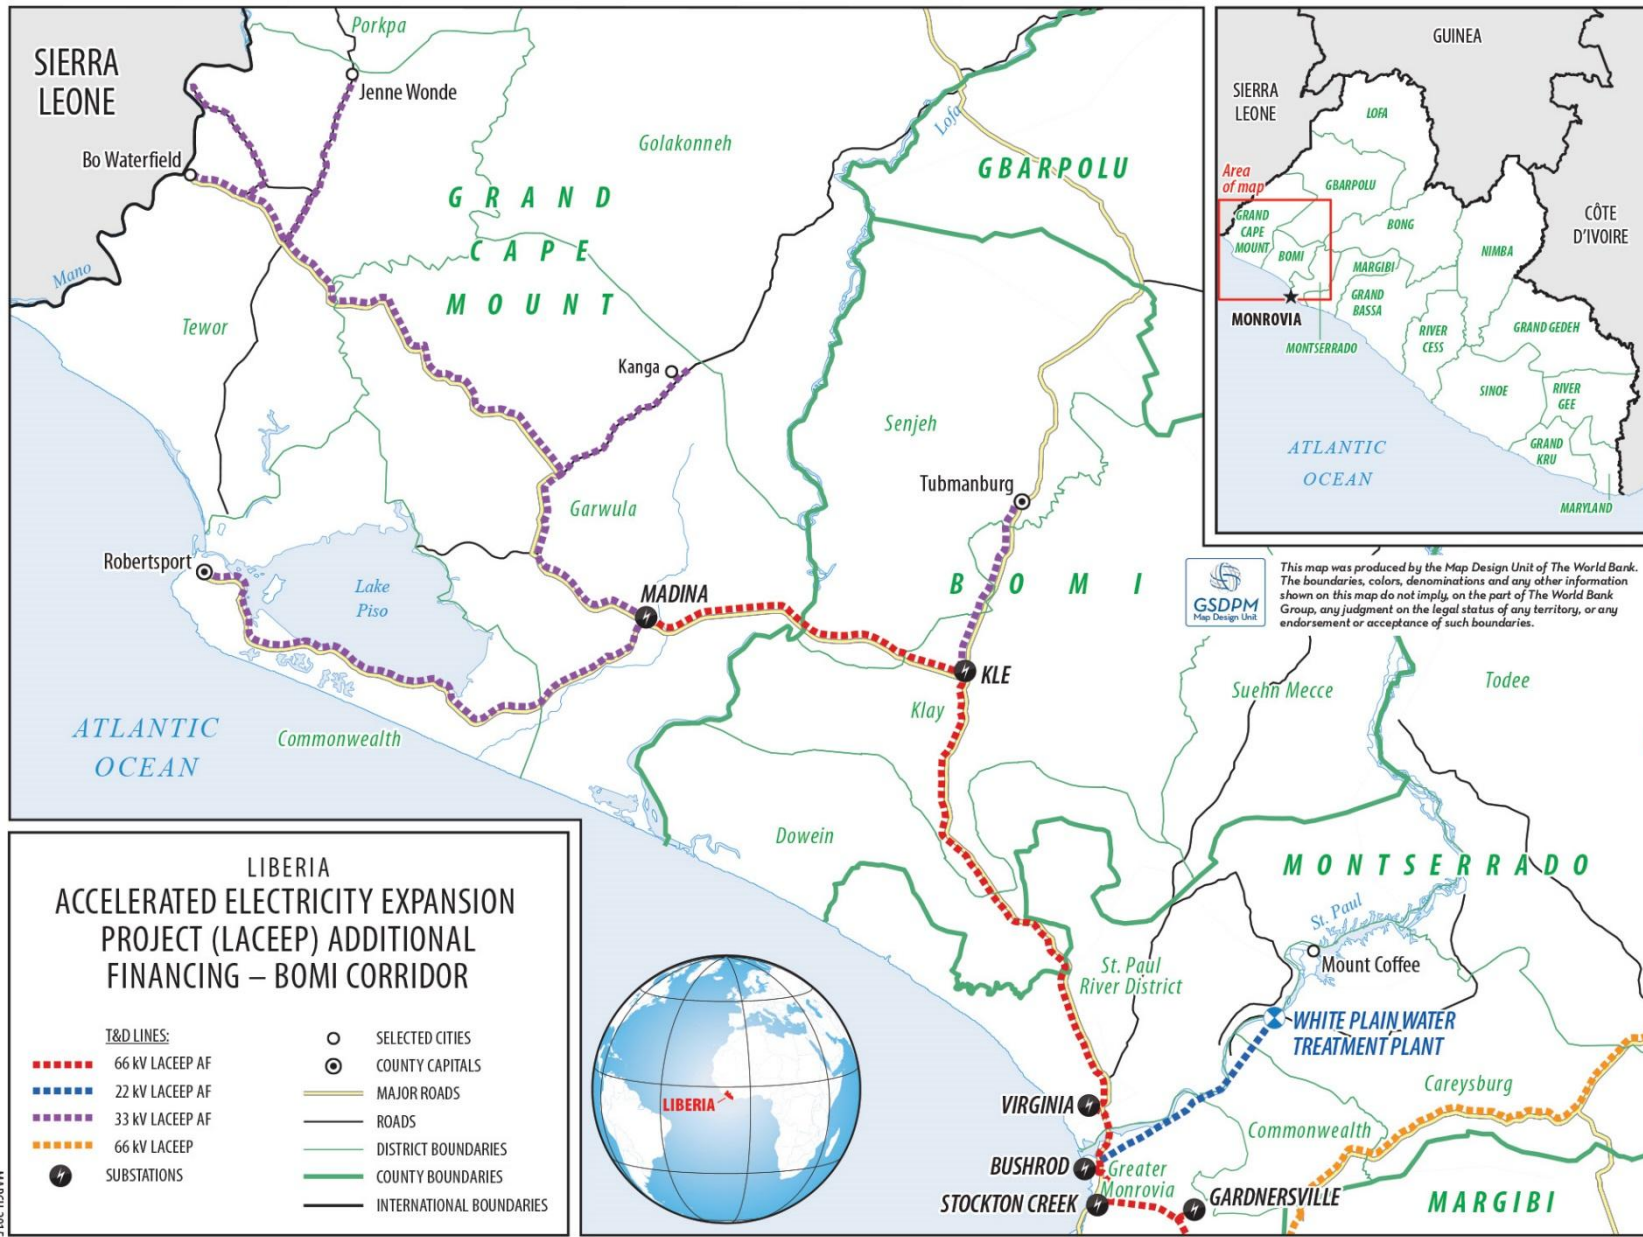 SIERRA
LEONE
Porkpa
Jenne Wonde
Bo Waterfield
Golakonneh
Lofa
GBARPOLU
GRAND
CAPE
MOUNT
Mano
Tewor
Kanga
Senjeh
Tubmanburg
Garwula
Robertsport
Lake
Piso
MADINA
BOMI
KLE
Klay
Suehn Mecce
Todee
ATLANTIC
OCEAN
Commonwealth
Dowein
MONTSERRADO
St. Paul
Mount Coffee
St. Paul
River District
WHITE PLAIN WATER
TREATMENT PLANT
Careysburg
VIRGINIA
Commonwealth
BUSHROD
Greater
Monrovia
STOCKTON CREEK
GARDNERSVILLE
MARGIBI
LIBERIA
GUINEA
SIERRA
LEONE
LOFA
Area
of map
GBARPOLU
CÔTE
D'IVOIRE
GRAND
CAPE
MOUNT
BONG
BOMI
NIMBA
MARGIBI
GRAND
BASSA
MONROVIA
RIVER
CESS
GRAND GEDEH
MONTSERRADO
SINOE
RIVER
GEE
ATLANTIC
OCEAN
GRAND
KRU
MARYLAND
GSDPM
Map Design Unit
This map was produced by the Map Design Unit of The World Bank.
The boundaries, colors, denominations and any other information
shown on this map do not imply, on the part of The World Bank
Group, any judgment on the legal status of any territory, or any
endorsement or acceptance of such boundaries.
LIBERIA
ACCELERATED ELECTRICITY EXPANSION
PROJECT (LACEEP) ADDITIONAL
FINANCING – BOMI CORRIDOR
T&D LINES:
66 kV LACEEP AF
22 kV LACEEP AF
33 kV LACEEP AF
66 kV LACEEP
SUBSTATIONS
SELECTED CITIES
COUNTY CAPITALS
MAJOR ROADS
ROADS
DISTRICT BOUNDARIES
COUNTY BOUNDARIES
INTERNATIONAL BOUNDARIES